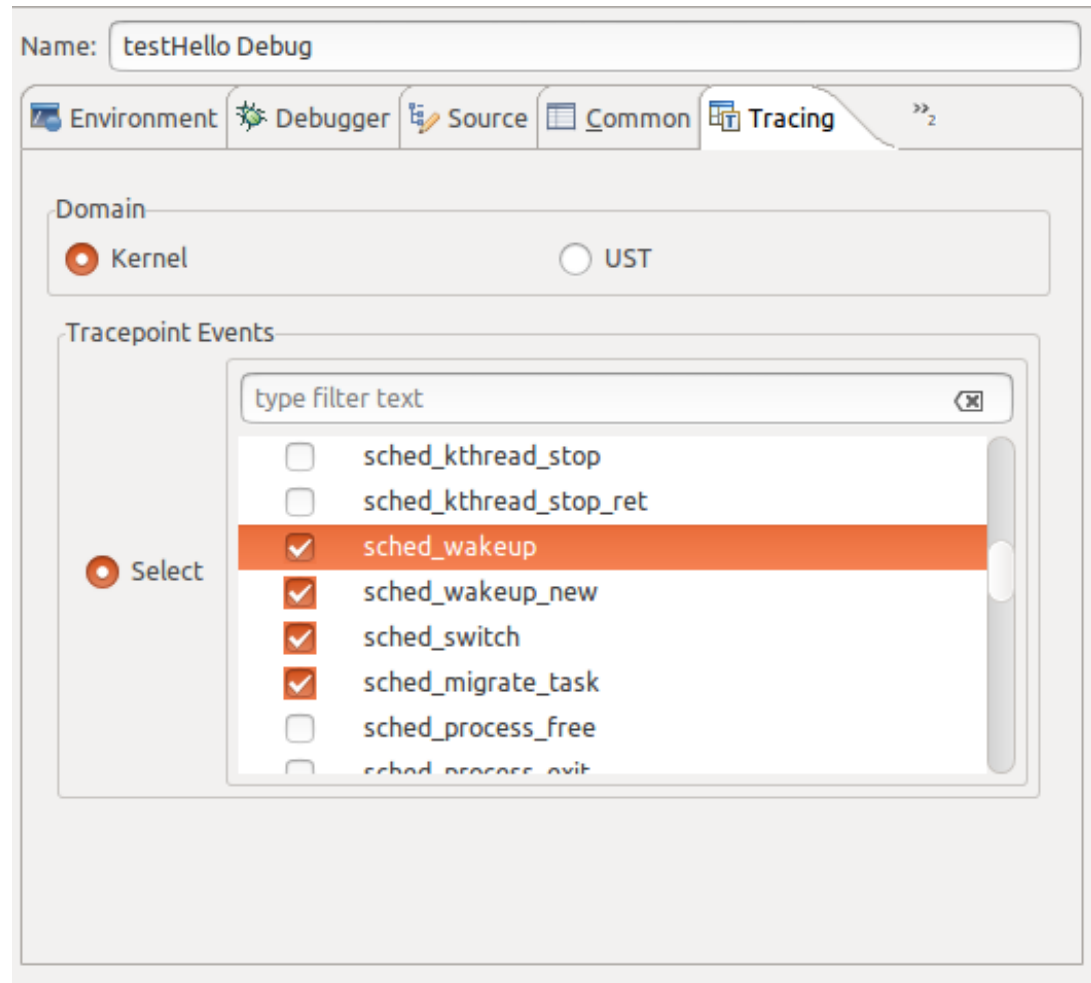 Name: testHello Debug
Environment Debugger Source Common Tracing »2
Domain
Kernel UST
Tracepoint Events
type filter text
sched_kthread_stop
sched_kthread_stop_ret
sched_wakeup
Select
sched_wakeup_new
sched_switch
sched_migrate_task
sched_process_free
sched_process_exit